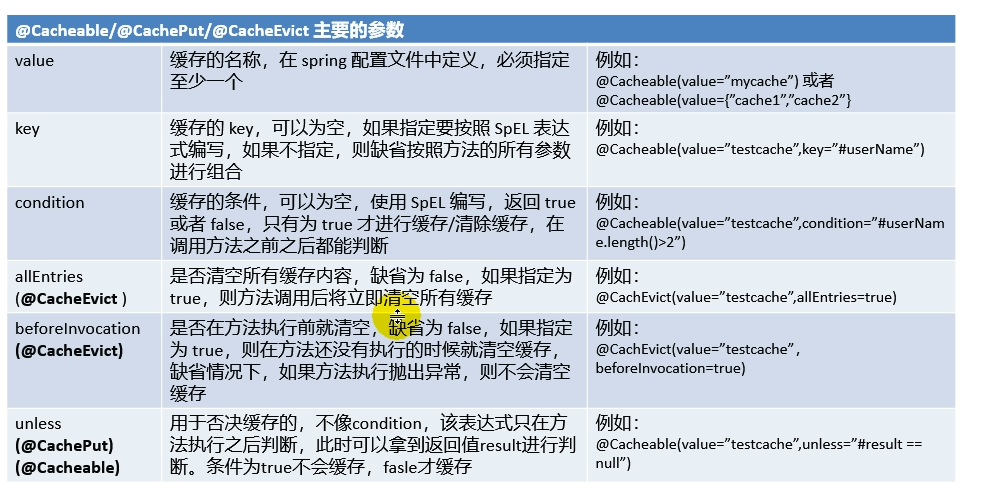 @Cacheable/@CachePut/@CacheEvict 主要的参数
value
缓存的名称，在 spring 配置文件中定义，必须指定
至少一个
例如：
@Cacheable(value=”mycache”) 或者
@Cacheable(value={”cache1”,”cache2”}
key
缓存的 key，可以为空，如果指定要按照 SpEL 表达
式编写，如果不指定，则缺省按照方法的所有参数
进行组合
例如：
@Cacheable(value=”testcache”,key=”#userName”)
condition
缓存的条件，可以为空，使用 SpEL 编写，返回 true
或者 false，只有为 true 才进行缓存/清除缓存，在
调用方法之前之后都能判断
例如：
@Cacheable(value=”testcache”,condition=”#userNam
e.length()>2”)
allEntries
(@CacheEvict )
是否清空所有缓存内容，缺省为 false，如果指定为
true，则方法调用后将立即清空所有缓存
例如：
@CachEvict(value=”testcache”,allEntries=true)
beforeInvocation
(@CacheEvict)
是否在方法执行前就清空，缺省为 false，如果指定
为 true，则在方法还没有执行的时候就清空缓存，
缺省情况下，如果方法执行抛出异常，则不会清空
缓存
例如：
@CachEvict(value=”testcache”，
beforeInvocation=true)
unless
(@CachePut)
(@Cacheable)
用于否决缓存的，不像condition，该表达式只在方
法执行之后判断，此时可以拿到返回值result进行判
断。条件为true不会缓存，fasle才缓存
例如：
@Cacheable(value=”testcache”,unless=”#result ==
null”)